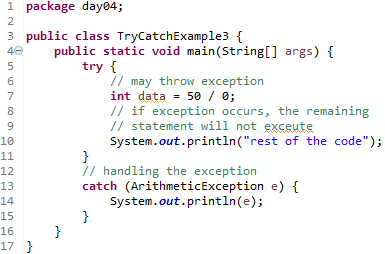 1 package day04;
2
3 public class TryCatchExample3 {
4 public static void main(String[] args) {
5 try {
6 // may throw exception
7 int data = 50 / 0;
8 // if exception occurs, the remaining
9 // statement will not exceute
10 System.out.println("rest of the code");
11 }
12 // handling the exception
13 catch (ArithmeticException e) {
14 System.out.println(e);
15 }
16 }
17 }